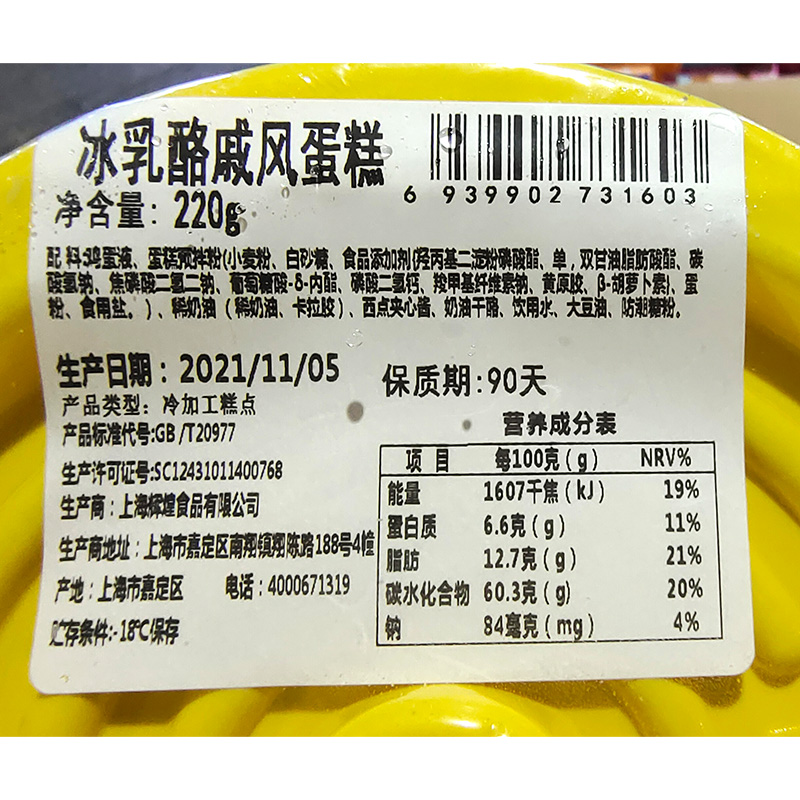 冰乳酪戚风蛋糕
6 939902 731603
净含量: 220g
配料:鸡蛋液、蛋糕预拌粉(小麦粉、白砂糖、食品添加剂(羟丙基二淀粉磷酸酯、单，双甘油脂肪酸酯、碳
酸氢钠、焦磷酸二氢二钠、葡萄糖酸-δ-内酯、磷酸二氢钙、羧甲基纤维素钠、黄原胶、β-胡萝卜素)、蛋
粉、食用盐。)、稀奶油（稀奶油、卡拉胶）、西点夹心酱、奶油干酪、饮用水、大豆油、防潮糖粉。
生产日期: 2021/11/05
保质期:90天
产品类型: 冷加工糕点
产品标准代号:GB /T20977
生产许可证号:SC12431011400768
生产商: 上海辉煌食品有限公司
生产商地址: 上海市嘉定区南翔镇翔陈路188号4幢
产地: 上海市嘉定区 电话: 4000671319
贮存条件:-18℃保存
营养成分表
项 目 每100克(g) NRV%
能量 1607千焦(kJ) 19%
蛋白质 6.6克(g) 11%
脂肪 12.7克(g) 21%
碳水化合物 60.3克(g) 20%
钠 84毫克(mg) 4%